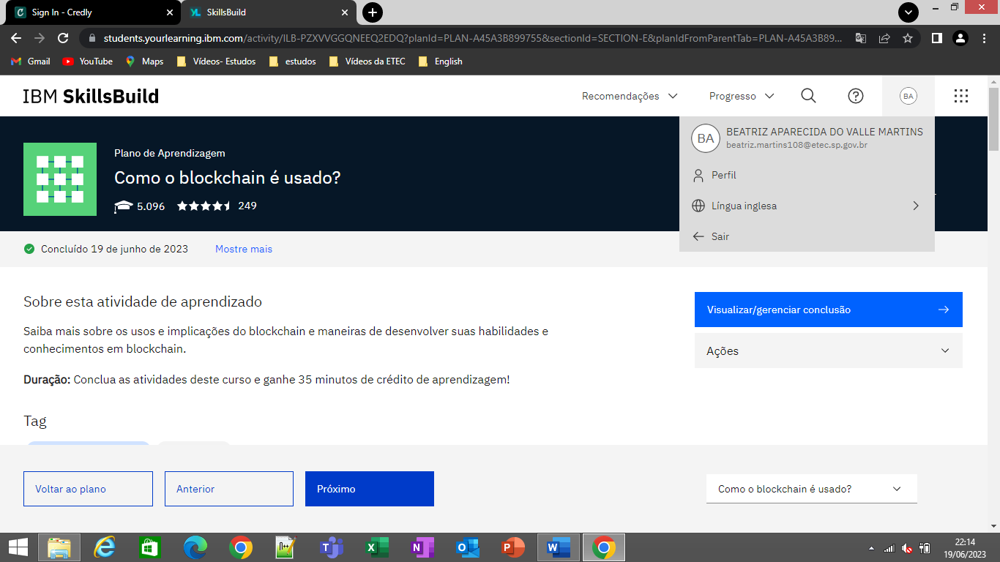 Sign In - Credly
YL
SkillsBuild
students.yourlearning.ibm.com/activity/ILB-PZXVVGGQNEEQ2EDQ?planId=PLAN-A45A3B899755&sectionId=SECTION-E&planIdFromParentTab=PLAN-A45A3B89...
Gmail
YouTube
Maps
Vídeos- Estudos
estudos
Vídeos da ETEC
English
IBM SkillsBuild
Recomendações
Progresso
BA
BA
BEATRIZ APARECIDA DO VALLE MARTINS
beatriz.martins108@etec.sp.gov.br
Perfil
Língua inglesa
Sair
Plano de Aprendizagem
Como o blockchain é usado?
5.096
249
Concluído 19 de junho de 2023
Mostre mais
Sobre esta atividade de aprendizado
Saiba mais sobre os usos e implicações do blockchain e maneiras de desenvolver suas habilidades e
conhecimentos em blockchain.
Duração: Conclua as atividades deste curso e ganhe 35 minutos de crédito de aprendizagem!
Tag
Visualizar/gerenciar conclusão
Ações
Voltar ao plano
Anterior
Próximo
Como o blockchain é usado?
22:14
19/06/2023